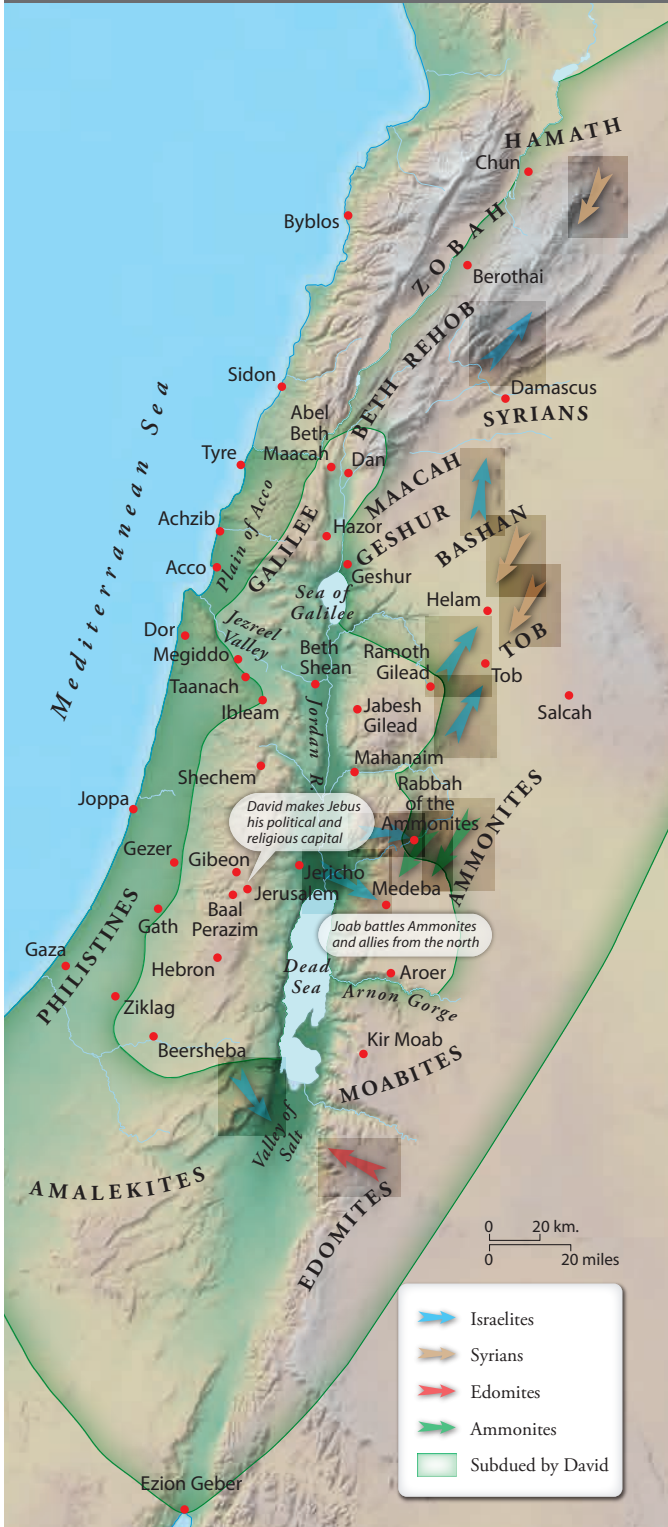 HAMATH
Chun
Byblos
ZOBAH
Berothai
BETH REHOB
Sidon
Damascus
SYRIANS
Abel
Beth
Maacah
Dan
Tyre
MAACAH
Mediterranean Sea
Plain of Acco
Achzib
GALILEE
Hazor
GESHUR
BASHAN
Acco
Geshur
Sea of
Galilee
Helam
TOB
Dor
Jezreel
Valley
Megiddo
Beth
Shean
Ramoth
Gilead
Tob
Taanach
Ibleam
Jordan R.
Jabesh
Gilead
Salcah
Shechem
Mahanaim
Rabbah
of the
Ammonites
AMMONITES
Joppa
David makes Jebus
his political and
religious capital
Gezer
Gibeon
Jericho
Jerusalem
Medeba
Baal
Perazim
Gath
PHILISTINES
Joab battles Ammonites
and allies from the north
Gaza
Hebron
Dead
Sea
Aroer
Arnon Gorge
Ziklag
Beersheba
Kir Moab
MOABITES
Valley of
Salt
AMALEKITES
EDOMITES
0 20 km.
0 20 miles
Israelites
Syrians
Edomites
Ammonites
Subdued by David
Ezion Geber